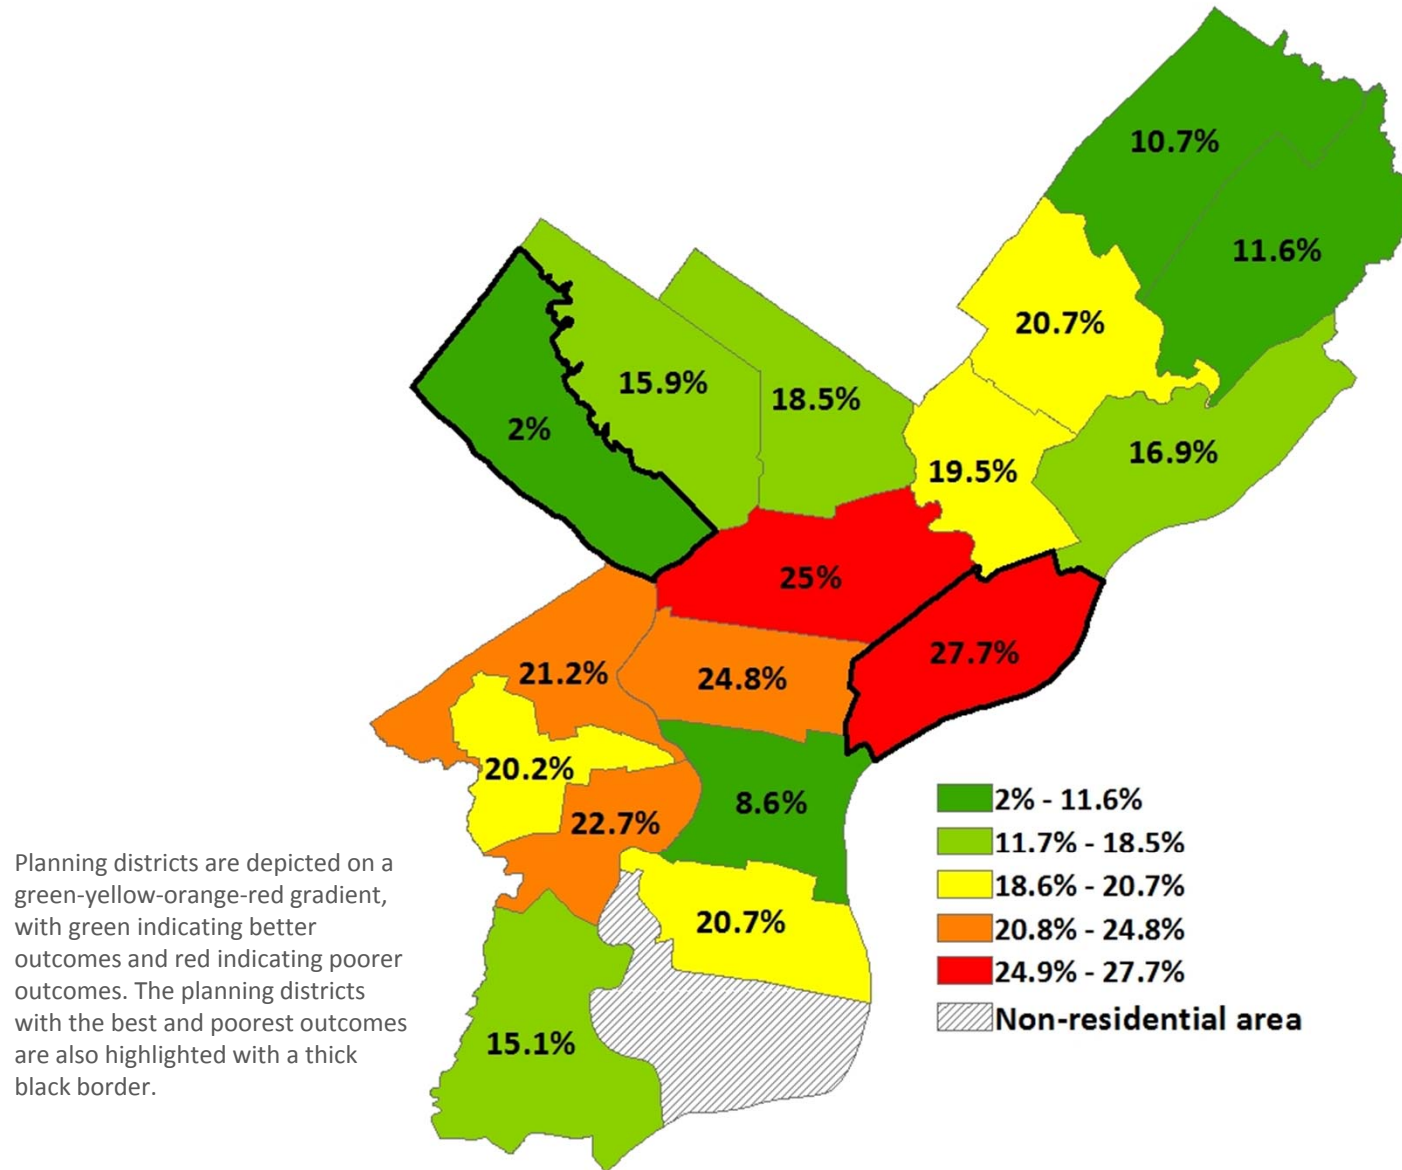 10.7%
11.6%
20.7%
15.9%
18.5%
2%
19.5%
16.9%
25%
27.7%
21.2%
24.8%
20.2%
8.6%
22.7%
20.7%
15.1%
2% - 11.6%
11.7% - 18.5%
18.6% - 20.7%
20.8% - 24.8%
24.9% - 27.7%
Non-residential area
Planning districts are depicted on a
green-yellow-orange-red gradient,
with green indicating better
outcomes and red indicating poorer
outcomes. The planning districts
with the best and poorest outcomes
are also highlighted with a thick
black border.